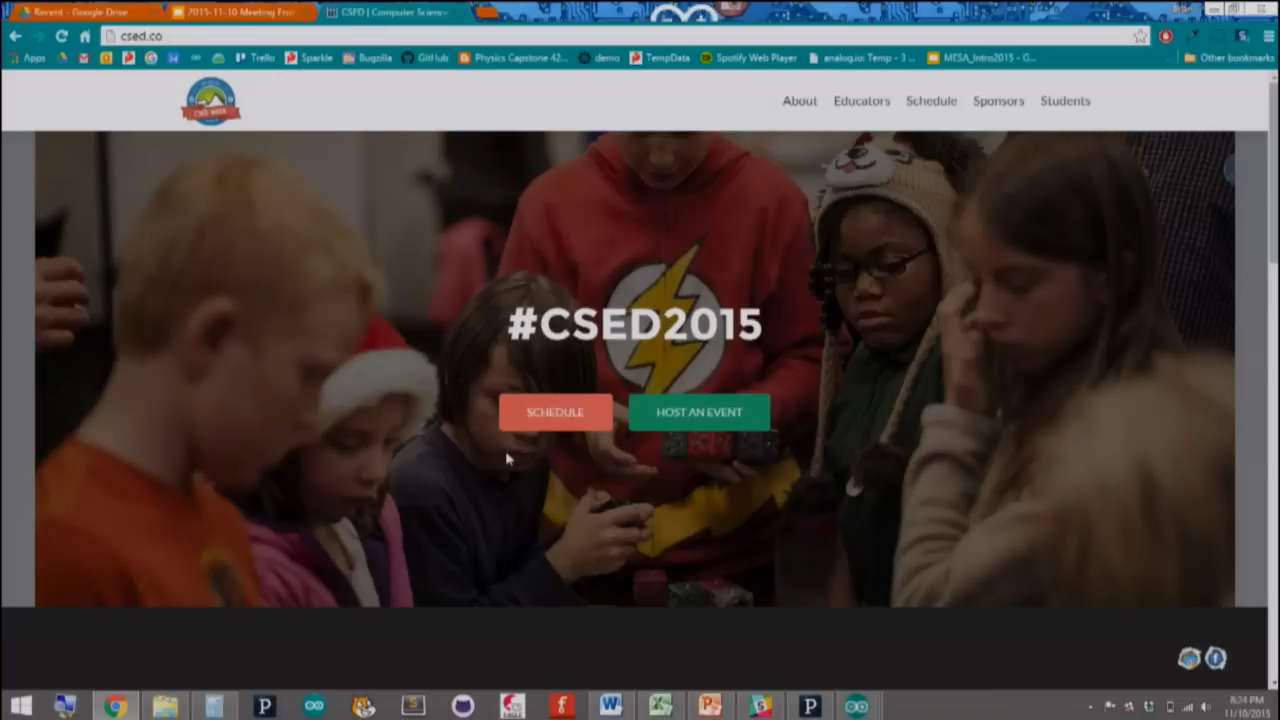 Recent - Google Drive
2015-11-10 Meeting Fro
CSED | Computer Scienc
csed.co
Apps
Trello
Sparkle
Bugzilla
GitHub
Physics Capstone 42...
demo
TempData
Spotify Web Player
analog.io: Temp - 3 ...
MESA_Intro2015 - G...
Other bookmarks
CSED WEEK
About
Educators
Schedule
Sponsors
Students
#CSED2015
SCHEDULE
HOST AN EVENT
8:24 PM
11/10/2015